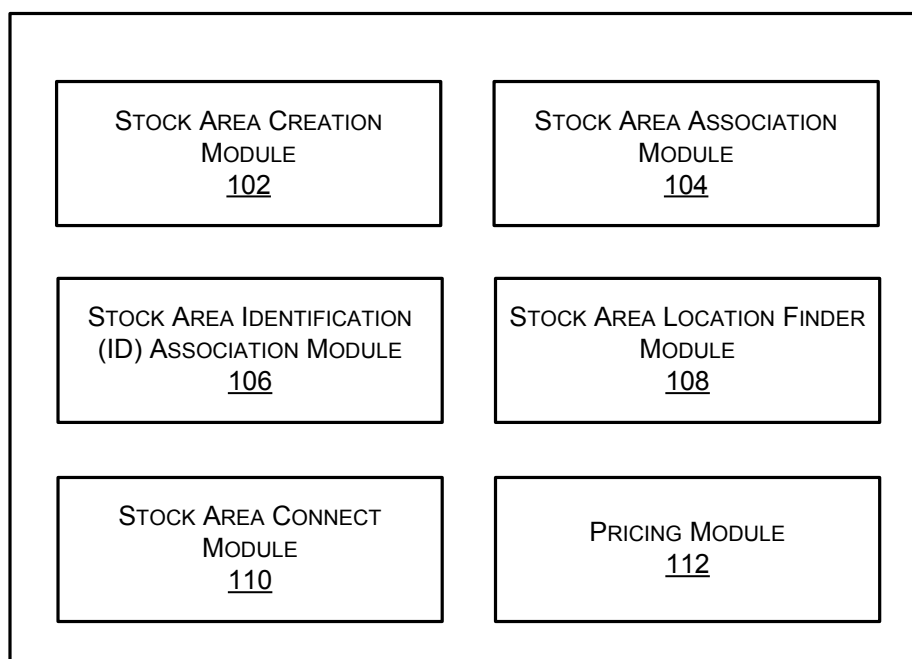 STOCK AREA CREATION
MODULE
102
STOCK AREA ASSOCIATION
MODULE
104
STOCK AREA IDENTIFICATION
(ID) ASSOCIATION MODULE
106
STOCK AREA LOCATION FINDER
MODULE
108
STOCK AREA CONNECT
MODULE
110
PRICING MODULE
112